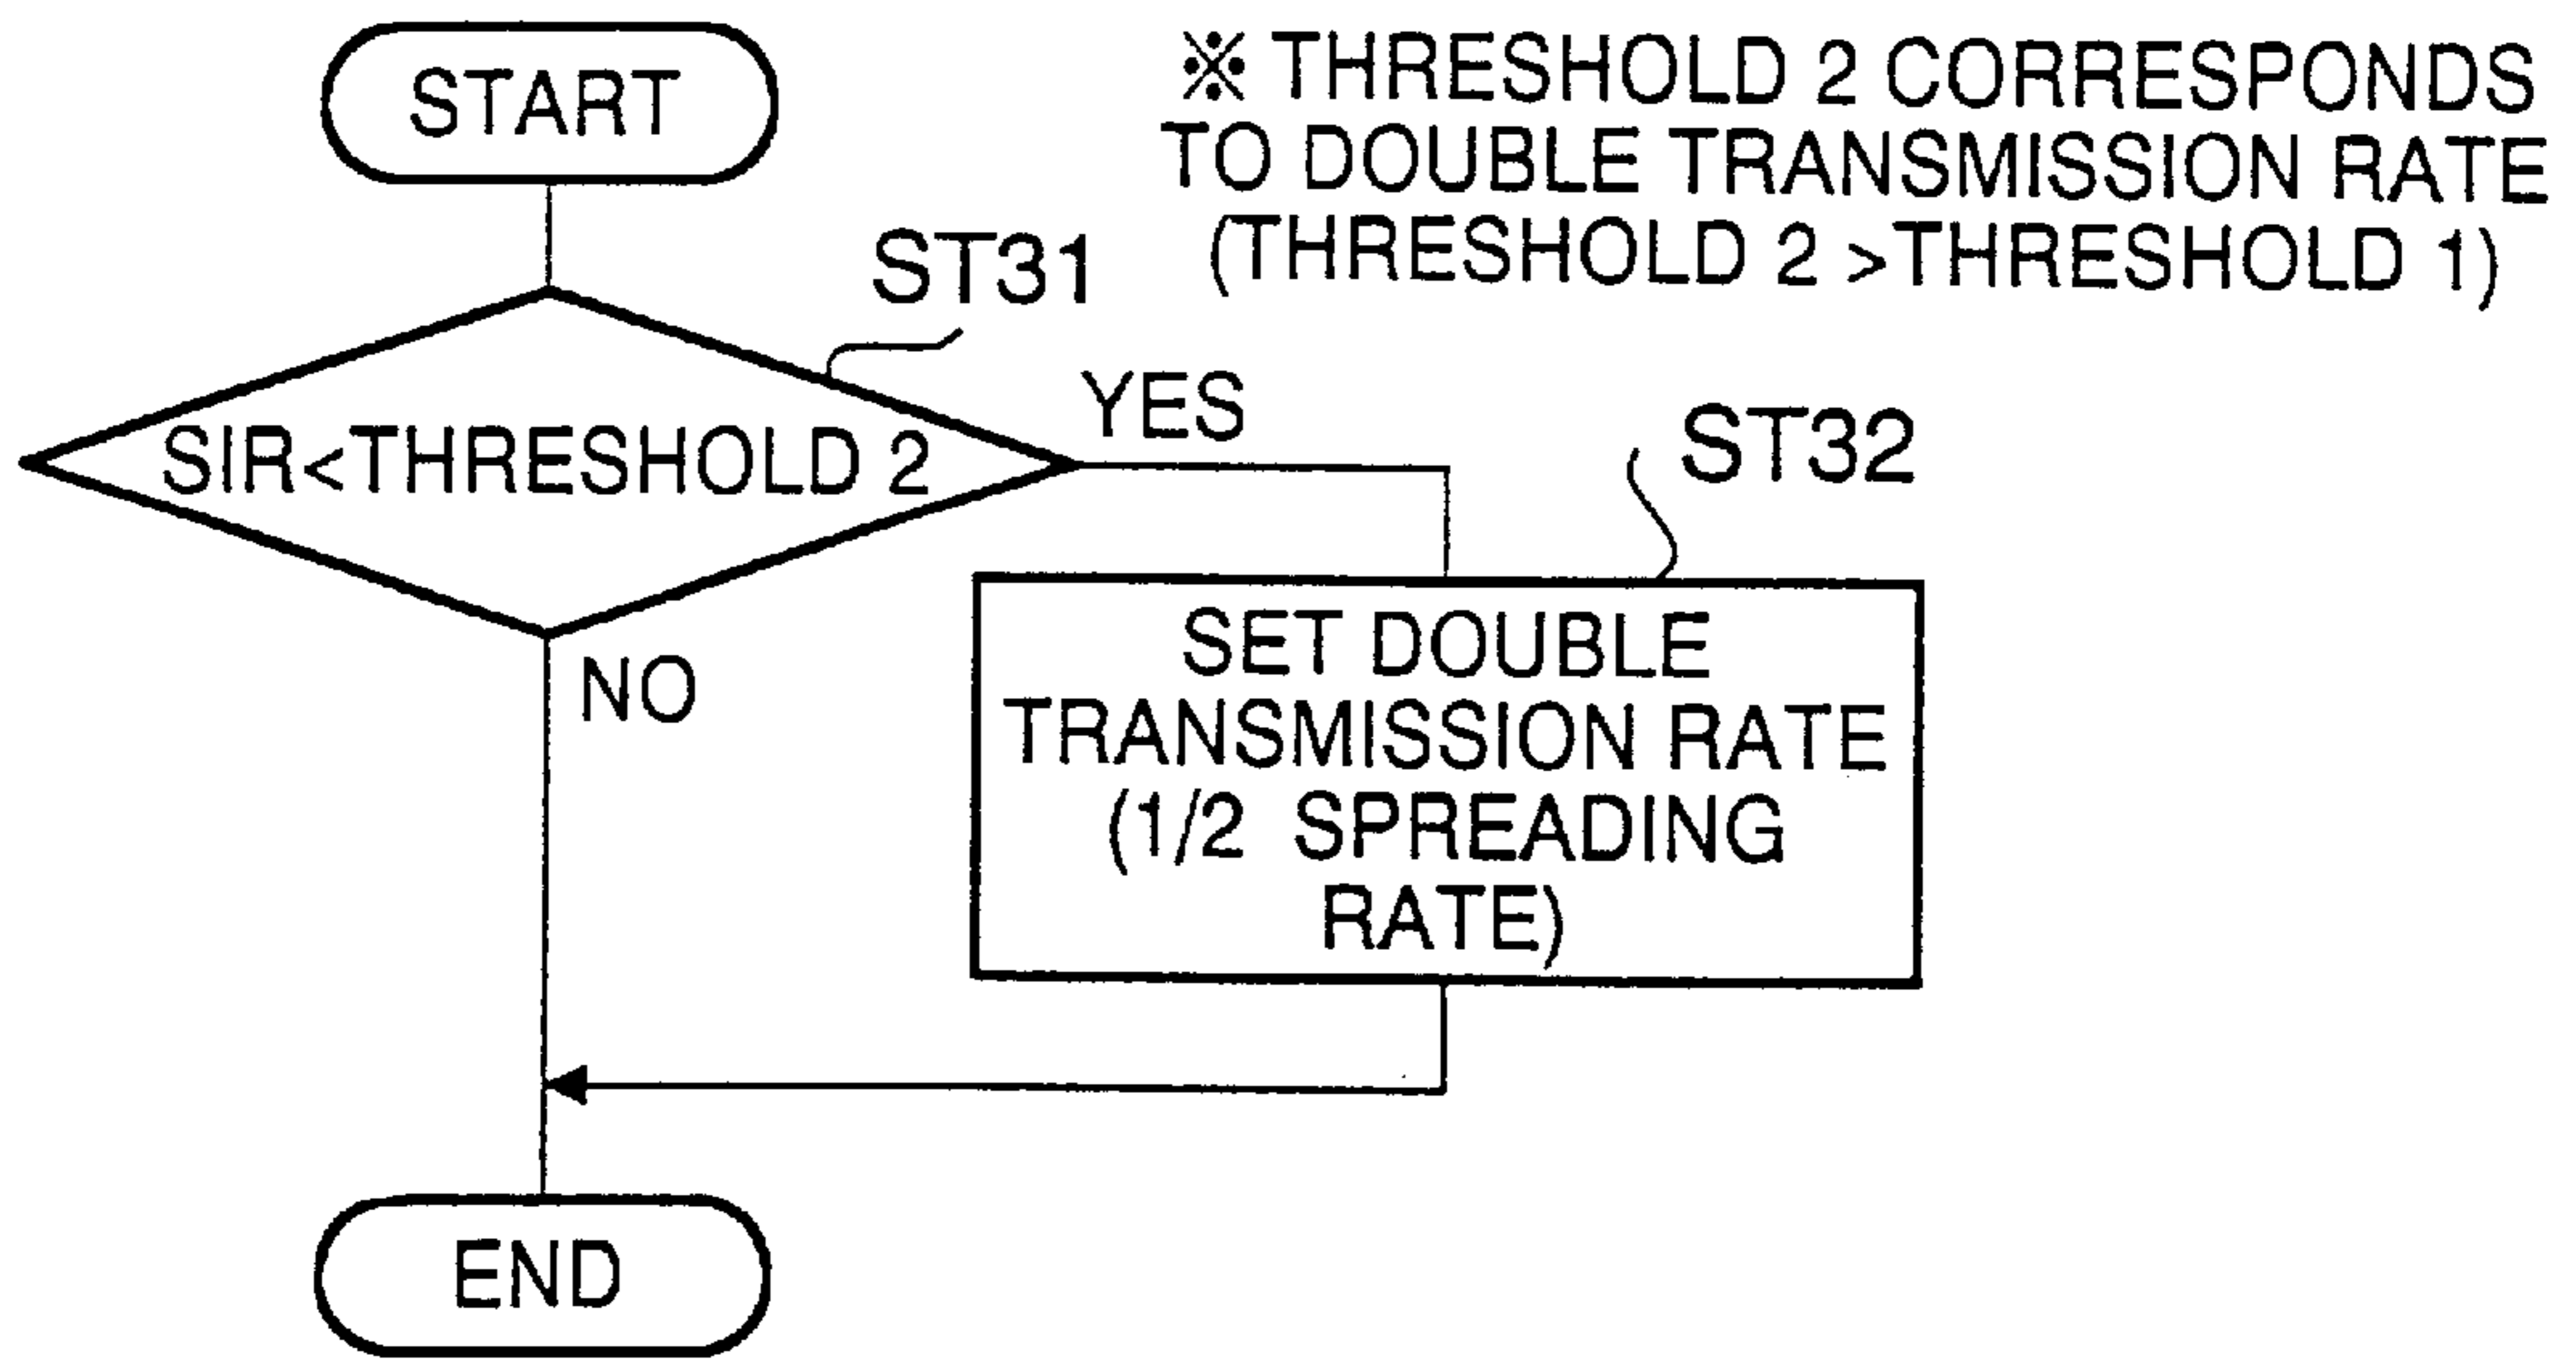 START
※ THRESHOLD 2 CORRESPONDS
TO DOUBLE TRANSMISSION RATE
(THRESHOLD 2 >THRESHOLD 1)
ST31
SIR<THRESHOLD 2
YES
ST32
NO
SET DOUBLE
TRANSMISSION RATE
(1/2 SPREADING
RATE)
END